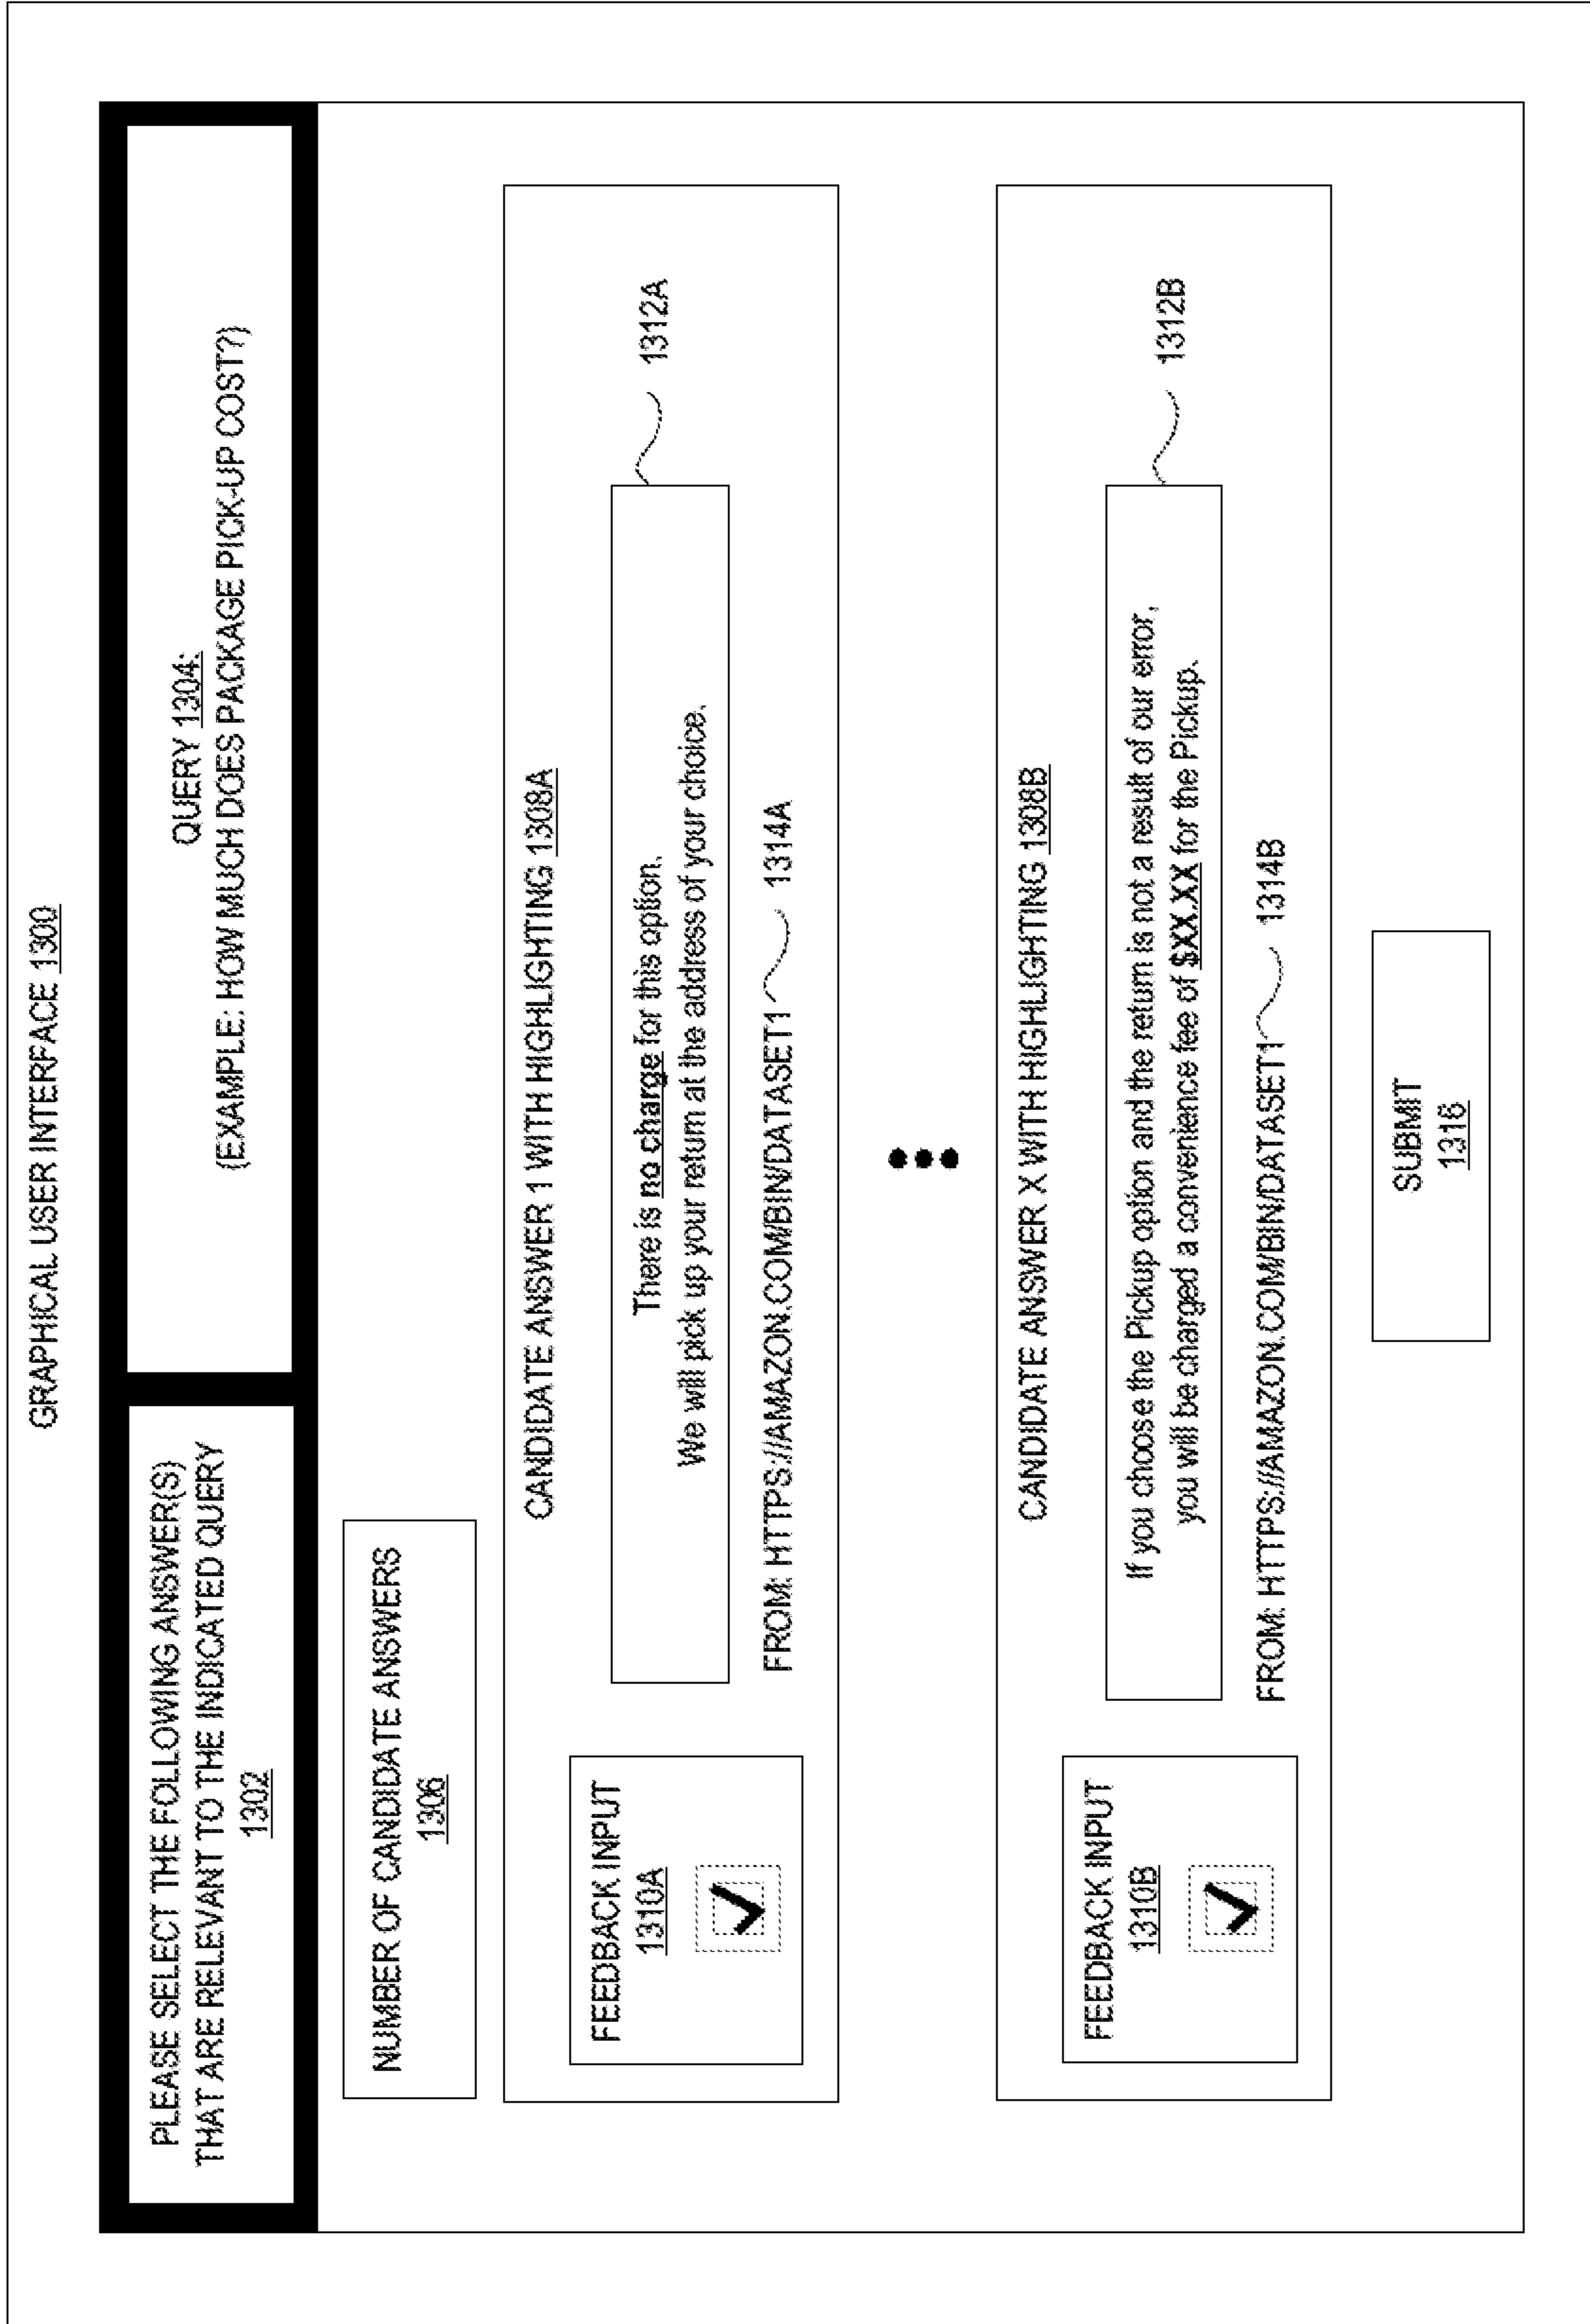 GRAPHICAL USER INTERFACE 1300
PLEASE SELECT THE FOLLOWING ANSWER(S)
THAT ARE RELEVANT TO THE INDICATED QUERY
1302
QUERY 1304:
(EXAMPLE: HOW MUCH DOES PACKAGE PICK-UP COST?)
NUMBER OF CANDIDATE ANSWERS
1306
CANDIDATE ANSWER 1 WITH HIGHLIGHTING 1308A
FEEDBACK INPUT
1310A
There is no charge for this option.
We will pick up your return at the address of your choice.
1312A
FROM: HTTPS://AMAZON.COM/BIN/DATASET1
1314A
CANDIDATE ANSWER X WITH HIGHLIGHTING 1308B
FEEDBACK INPUT
1310B
If you choose the Pickup option and the return is not a result of our error,
you will be charged a convenience fee of $XX.XX for the Pickup.
1312B
FROM: HTTPS://AMAZON.COM/BIN/DATASET1
1314B
SUBMIT
1316